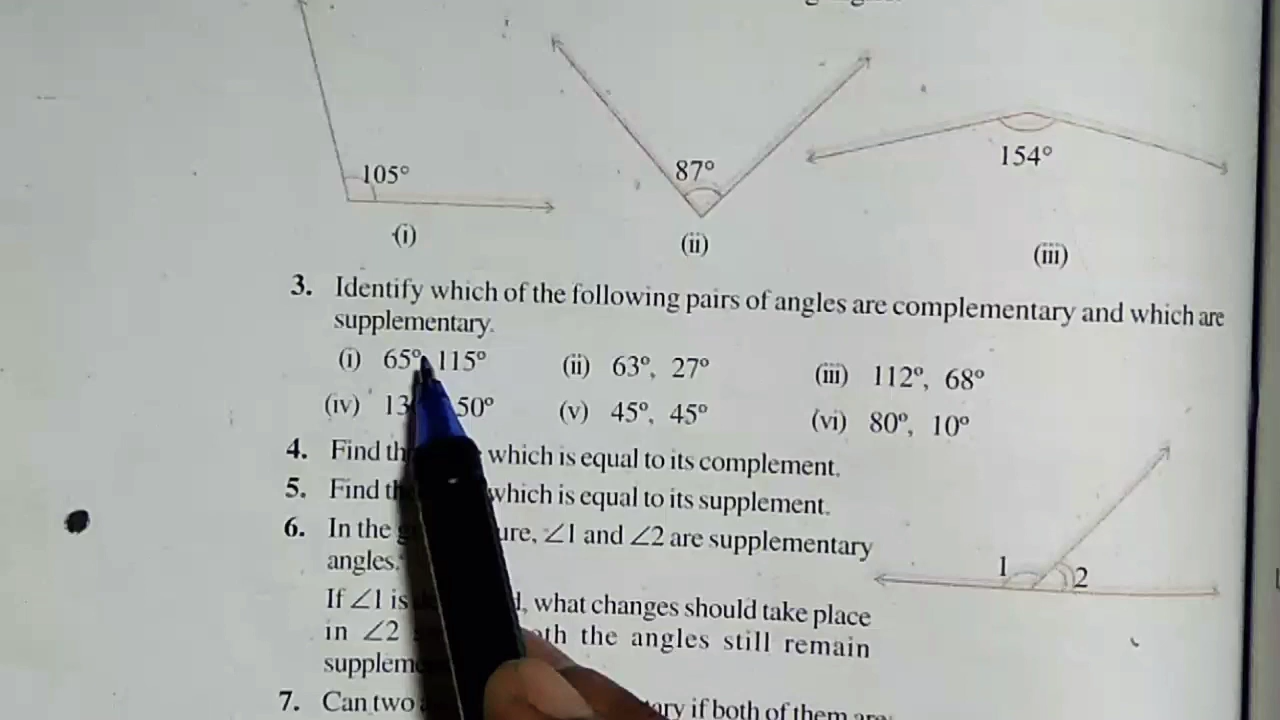 105°
87°
154°
(i)
(ii)
(iii)
3. Identify which of the following pairs of angles are complementary and which are
supplementary.
(i) 65°, 115° (ii) 63°, 27° (iii) 112°, 68°
(iv) 50° (v) 45°, 45° (vi) 80°, 10°
4. Find which is equal to its complement.
5. Find which is equal to its supplement.
6. In the ∠1 and ∠2 are supplementary
angles.
1
2
If ∠1 is what changes should take place
in ∠2 the angles still remain
7. Can two if both of them are: